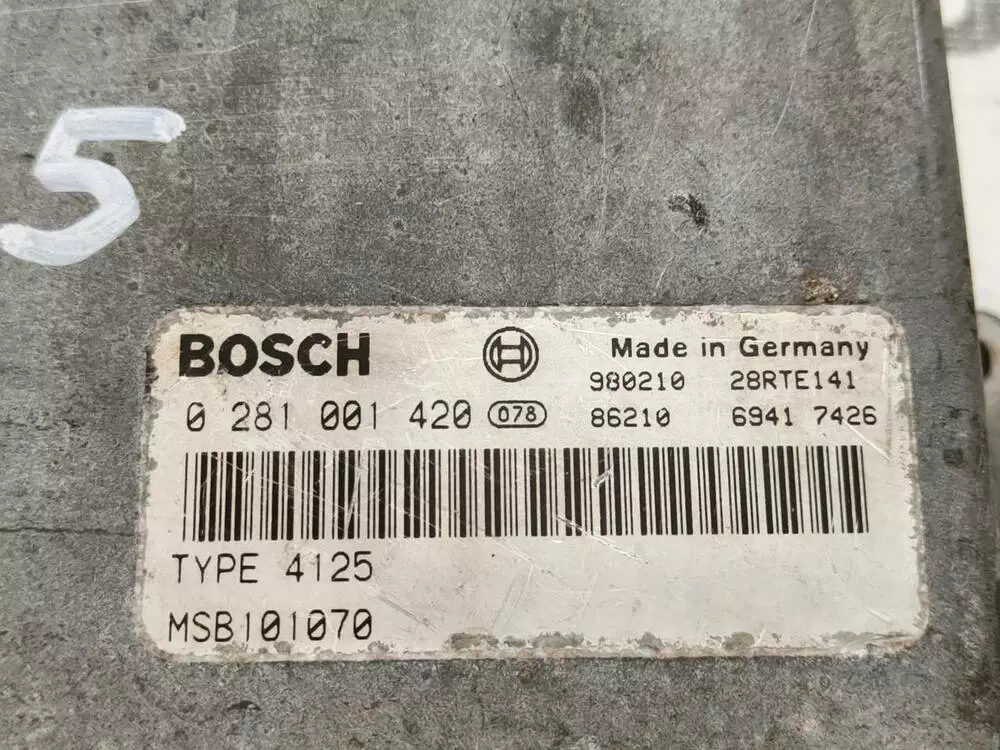 5
BOSCH Made in Germany
980210 28RTE141
0 281 001 420 078 86210 6941 7426
TYPE 4125
MSB101070